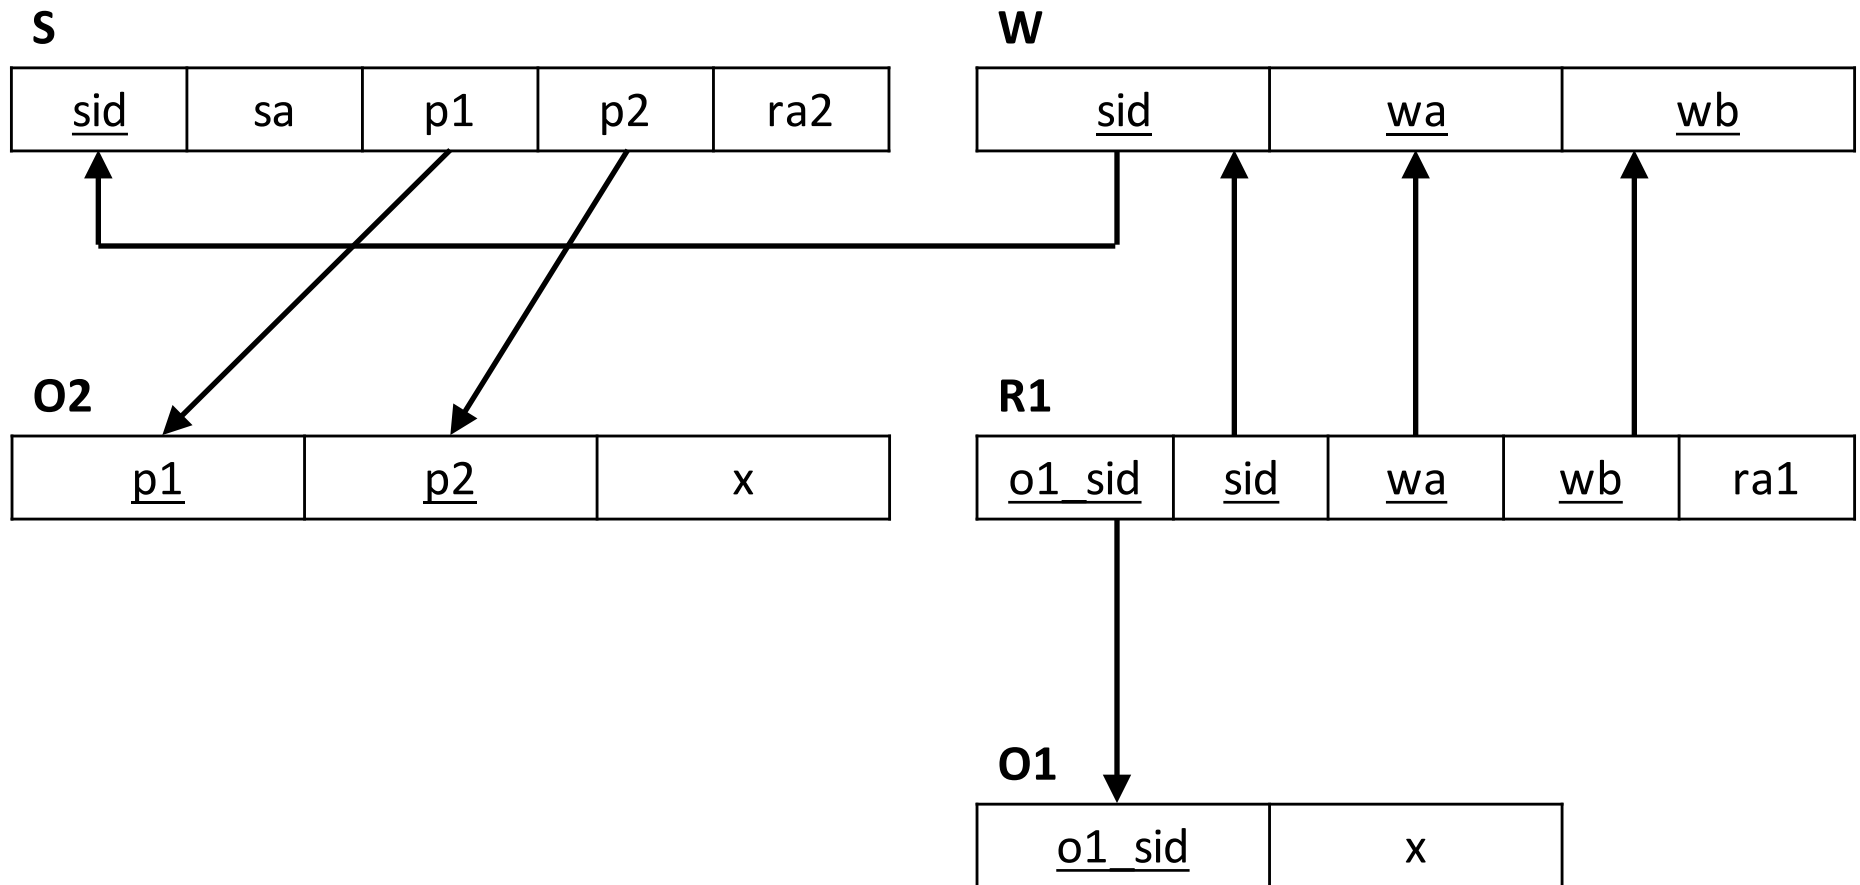 S
sid sa p1 p2 ra2
W
sid wa wb
O2
p1 p2 x
R1
o1_sid sid wa wb ra1
O1
o1_sid x